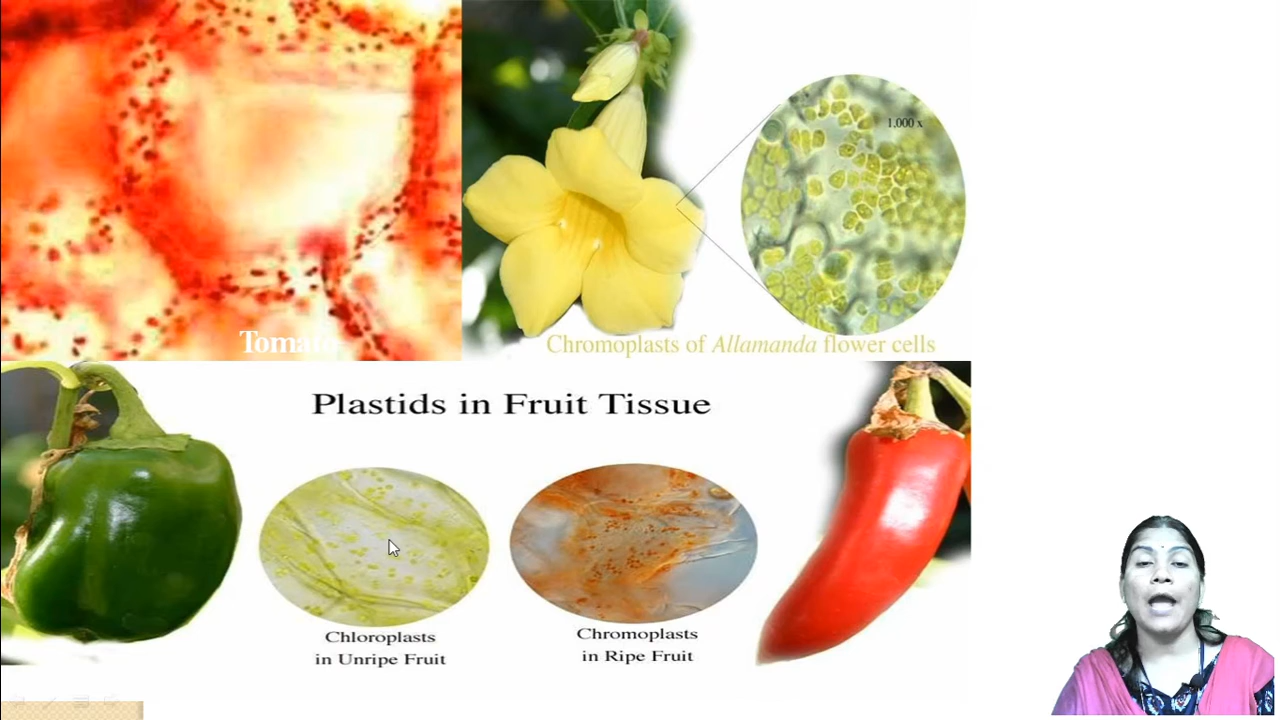 1,000 x
Tomato
Chromoplasts of Allamanda flower cells
Plastids in Fruit Tissue
Chloroplasts
in Unripe Fruit
Chromoplasts
in Ripe Fruit